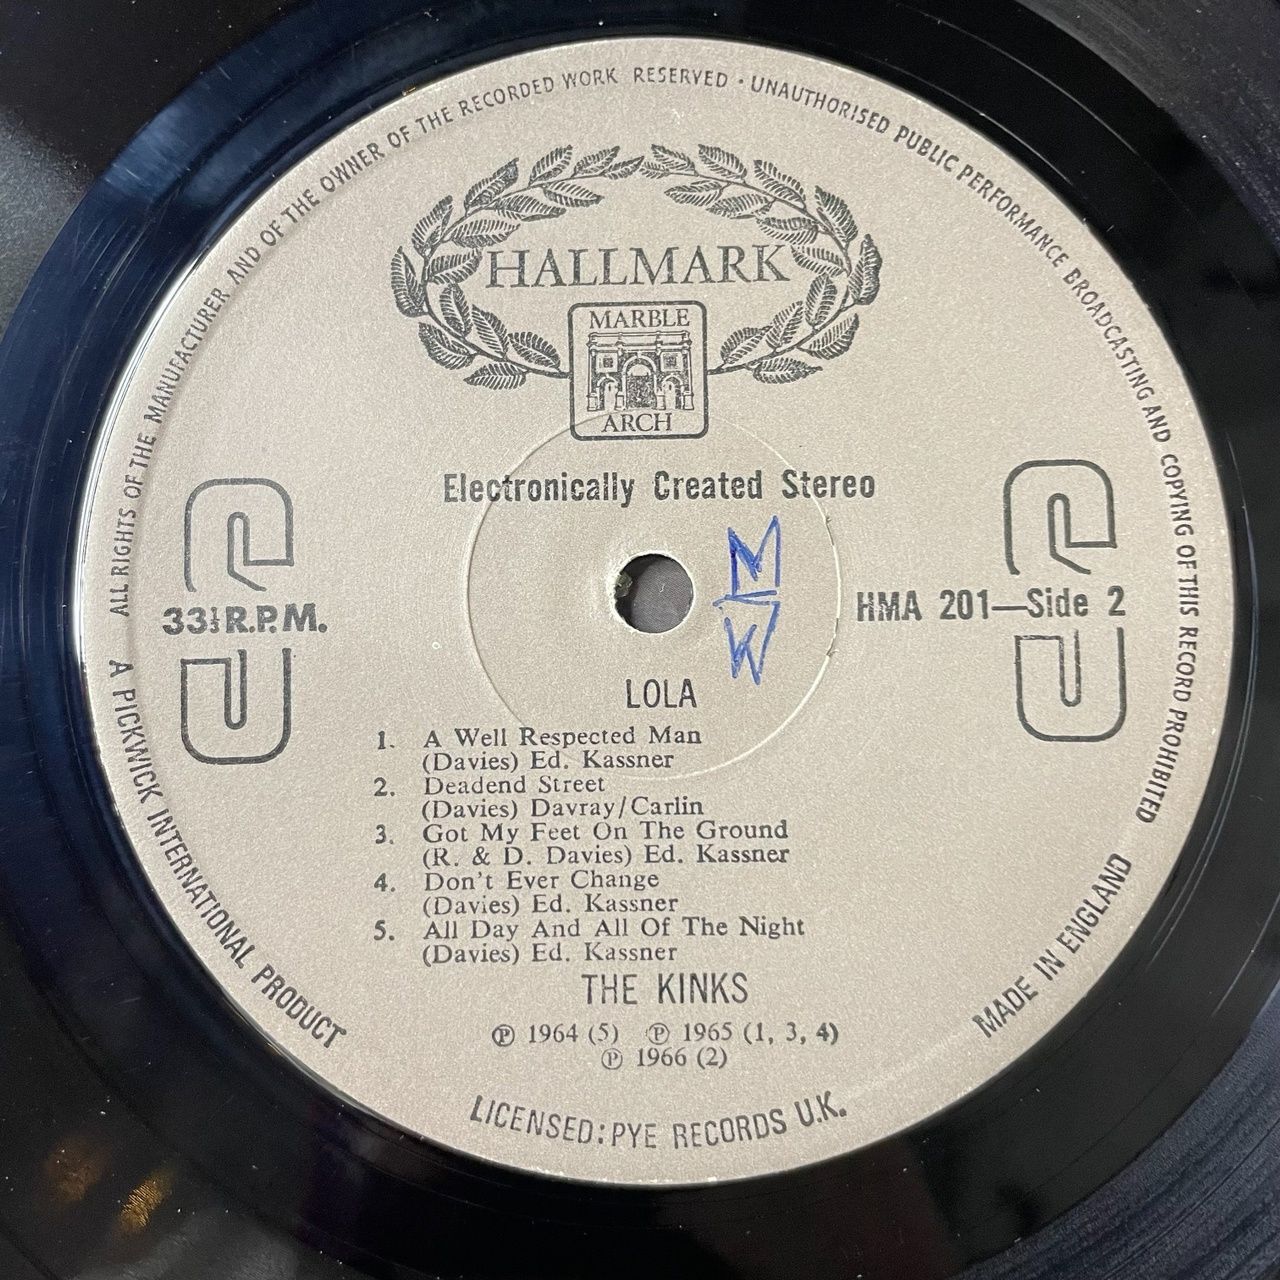 ALL RIGHTS OF THE MANUFACTURER AND OF THE OWNER OF THE RECORDED WORK RESERVED · UNAUTHORISED PUBLIC PERFORMANCE BROADCASTING AND COPYING OF THIS RECORD PROHIBITED
HALLMARK
MARBLE
ARCH
Electronically Created Stereo
33⅓ R.P.M.
HMA 201—Side 2
M
W
LOLA
1. A Well Respected Man
(Davies) Ed. Kassner
2. Deadend Street
(Davies) Davray/Carlin
3. Got My Feet On The Ground
(R. & D. Davies) Ed. Kassner
4. Don't Ever Change
(Davies) Ed. Kassner
5. All Day And All Of The Night
(Davies) Ed. Kassner
THE KINKS
℗ 1964 (5) ℗ 1965 (1, 3, 4)
℗ 1966 (2)
A PICKWICK INTERNATIONAL PRODUCT
LICENSED: PYE RECORDS U.K.
MADE IN ENGLAND